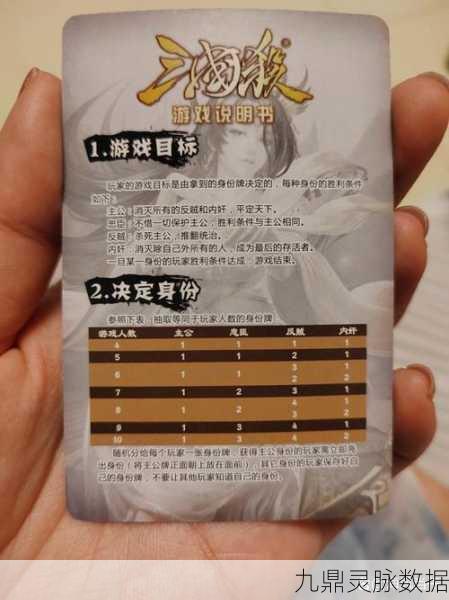 三國殺®
游戏说明书
1.游戏目标
玩家的游戏目标是由拿到的身份牌决定的，每种身份的胜利条件
如下：
主公：消灭所有的反贼和内奸，平定天下。
忠臣：不惜一切保护主公，胜利条件与主公相同。
反贼：杀死主公，推翻统治。
内奸：消灭除自己外所有的人，成为最后的存活者。
一旦某一身份的玩家胜利条件达成，游戏结束。
2.决定身份
参照下表，抽取等同于玩家人数的身份牌
游戏人数 主公 忠臣 反贼 内奸
4 1 1 1 1
5 1 1 2 1
6 1 1 3 1
2 2
7 1 2 3 1
8 1 2 4 1
3 2
9 1 3 4 1
10 1 3 4 2
随机分给每个玩家一张身份牌，获得主公身份的玩家需立即亮
出身份（将主公牌正面朝上放在面前），其它身份的玩家保存好自
己的身份牌，不要让其他玩家知道自己的身份。
九鼎灵脉数据